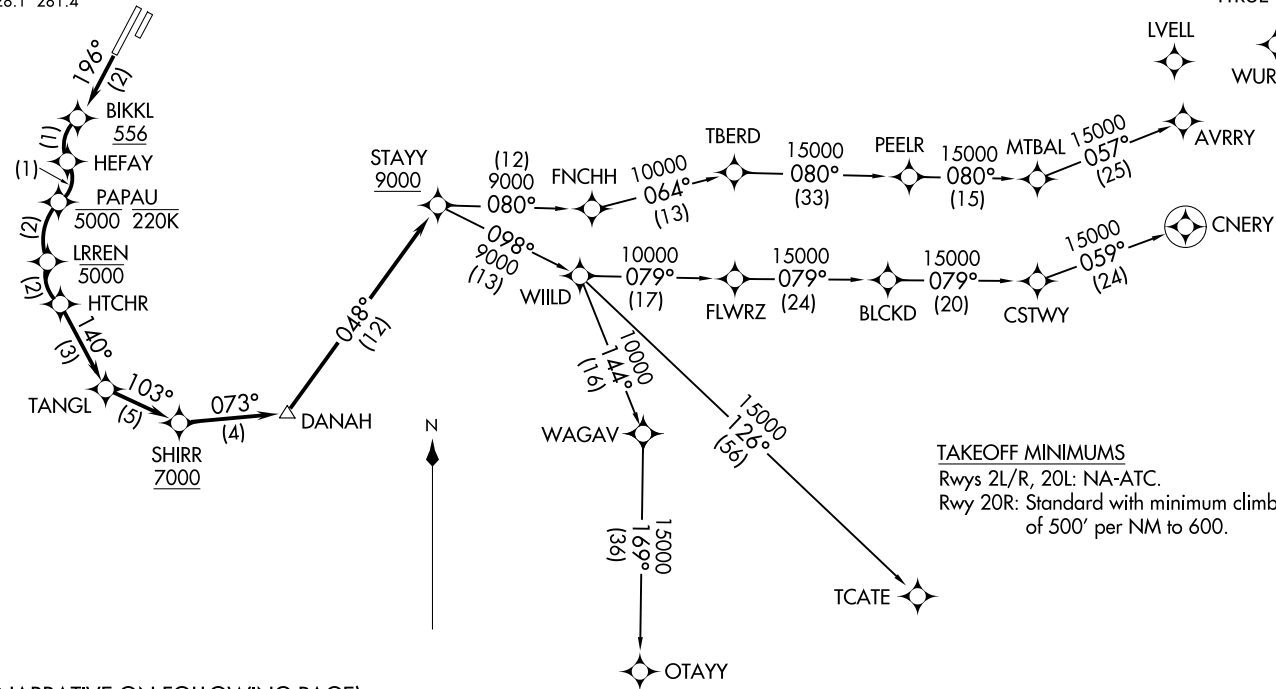 28.1 281.4
LVELL
196°
(2)
BIKKL
556
(1)
HEFAY
(1)
PAPAU
5000 220K
(2)
LRREN
5000
(2)
HTCHR
140°
(3)
TANGL
103°
(5)
SHIRR
7000
073°
(4)
DANAH
048°
(12)
STAYY
9000
(12)
9000
080°
FNCHH
10000
064°
(13)
TBERD
15000
080°
(33)
PEELR
15000
080°
(15)
MTBAL
15000
057°
(25)
AVRRY
WUR
098°
9000
(13)
WIILD
10000
079°
(17)
FLWRZ
15000
079°
(24)
BLCKD
15000
079°
(20)
CSTWY
15000
059°
(24)
CNERY
10000
144°
(16)
WAGAV
15000
169°
(36)
OTAYY
15000
126°
(56)
TCATE
N
TAKEOFF MINIMUMS
Rwys 2L/R, 20L: NA-ATC.
Rwy 20R: Standard with minimum climb
of 500' per NM to 600.